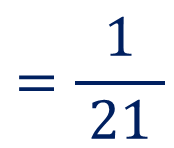 = 1/21